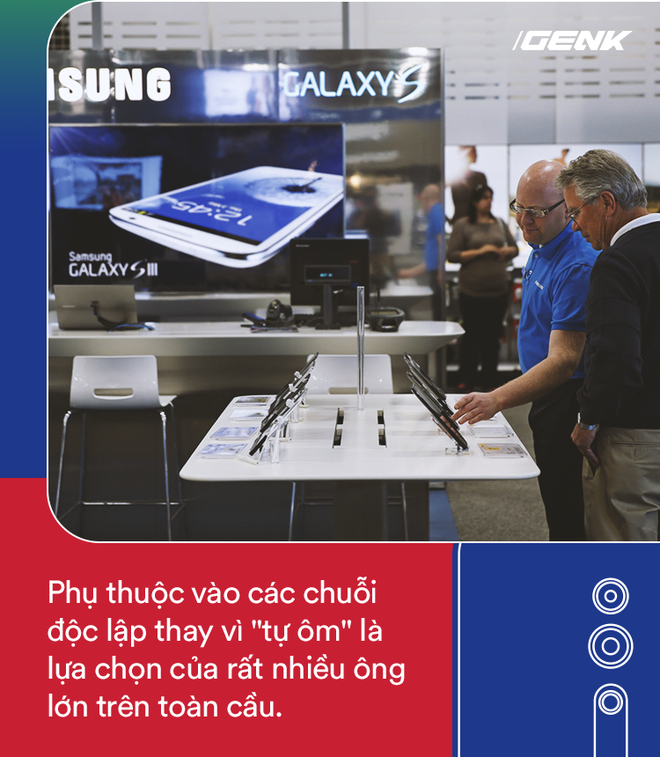 /GENK
SUNG
GALAXY S
12:45
Samsung
GALAXY S III
Phụ thuộc vào các chuỗi
độc lập thay vì "tự ôm" là
lựa chọn của rất nhiều ông
lớn trên toàn cầu.